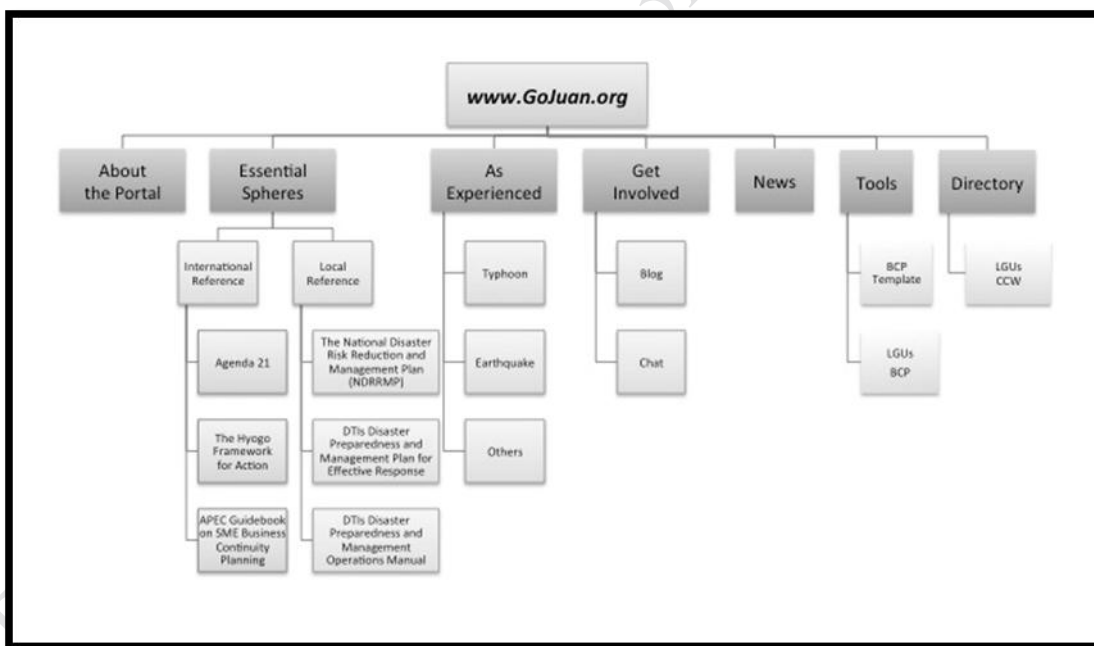 www.GoJuan.org
About
the Portal
Essential
Spheres
As
Experienced
Get
Involved
News
Tools
Directory
International
Reference
Local
Reference
Typhoon
Blog
BCP
Template
LGUs
CCW
Agenda 21
The National Disaster
Risk Reduction and
Management Plan
(NDRRMP)
Earthquake
Chat
LGUs
BCP
The Hyogo
Framework
for Action
DTIs Disaster
Preparedness and
Management Plan for
Effective Response
Others
APEC Guidebook
on SME Business
Continuity
Planning
DTIs Disaster
Preparedness and
Management
Operations Manual